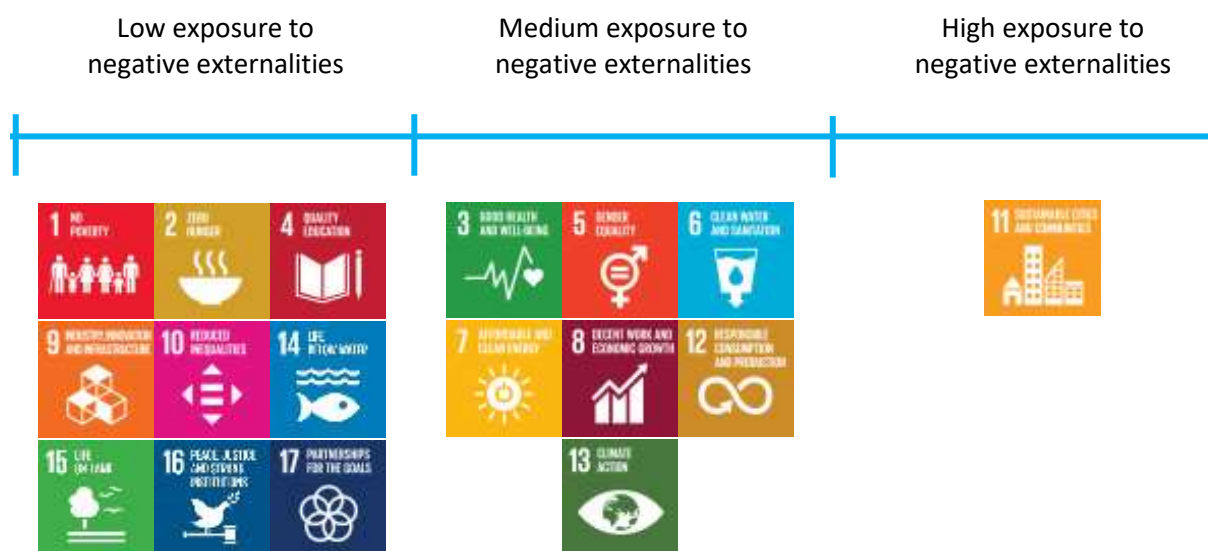 Low exposure to
negative externalities
Medium exposure to
negative externalities
High exposure to
negative externalities
1 NO
POVERTY
2 ZERO
HUNGER
4 QUALITY
EDUCATION
3 GOOD HEALTH
AND WELL-BEING
5 GENDER
EQUALITY
6 CLEAN WATER
AND SANITATION
11 SUSTAINABLE CITIES
AND COMMUNITIES
9 INDUSTRY, INNOVATION
AND INFRASTRUCTURE
10 REDUCED
INEQUALITIES
14 LIFE
BELOW WATER
7 AFFORDABLE AND
CLEAN ENERGY
8 DECENT WORK AND
ECONOMIC GROWTH
12 RESPONSIBLE
CONSUMPTION
AND PRODUCTION
15 LIFE
ON LAND
16 PEACE, JUSTICE
AND STRONG
INSTITUTIONS
17 PARTNERSHIPS
FOR THE GOALS
13 CLIMATE
ACTION